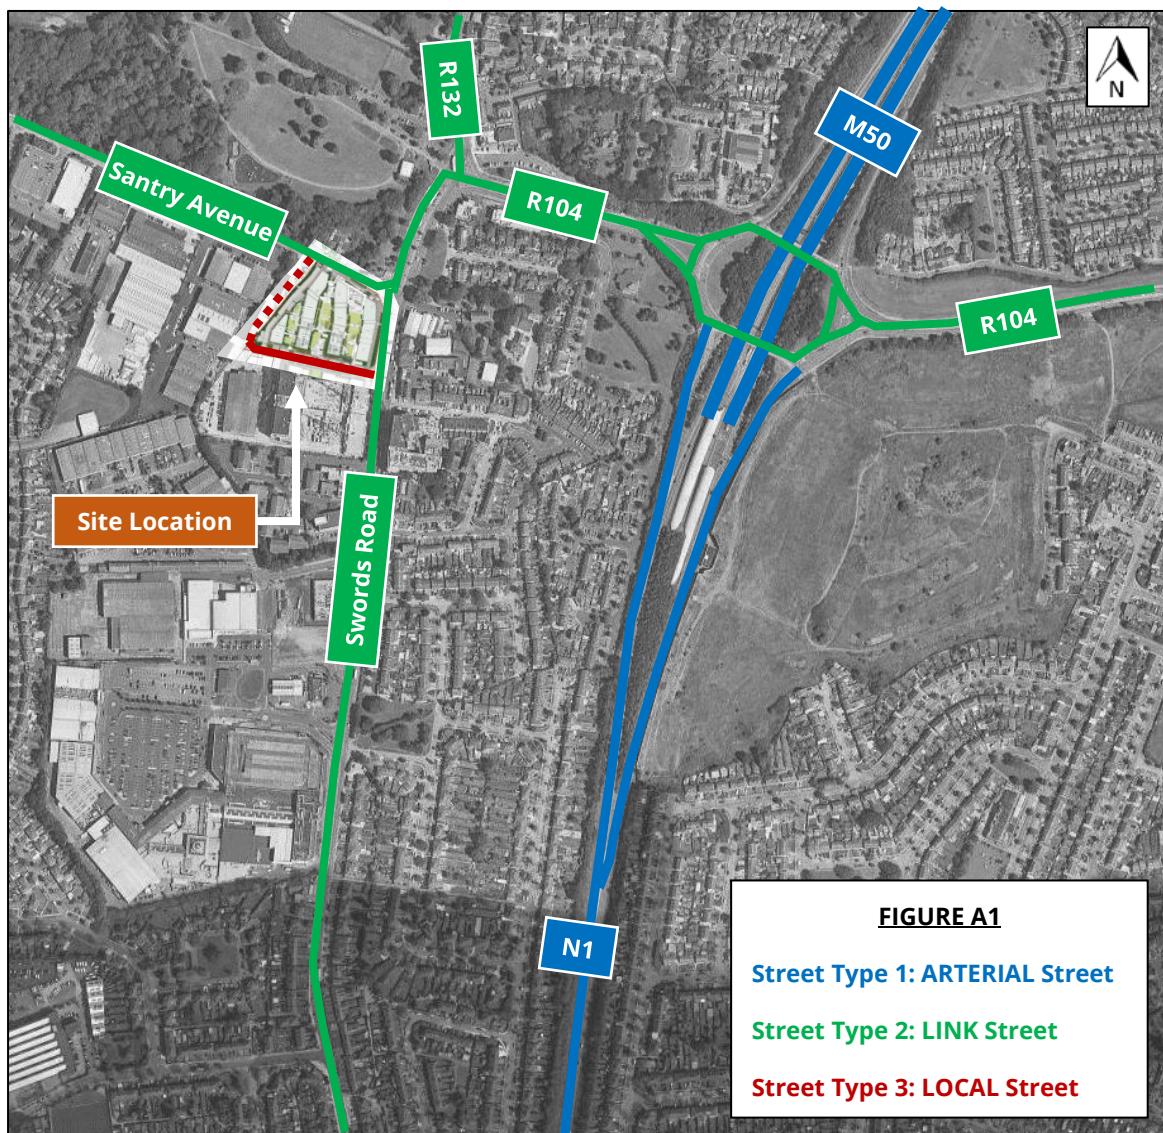 R132
N
M50
Santry Avenue
R104
R104
Site Location
Swords Road
N1
FIGURE A1
Street Type 1: ARTERIAL Street
Street Type 2: LINK Street
Street Type 3: LOCAL Street